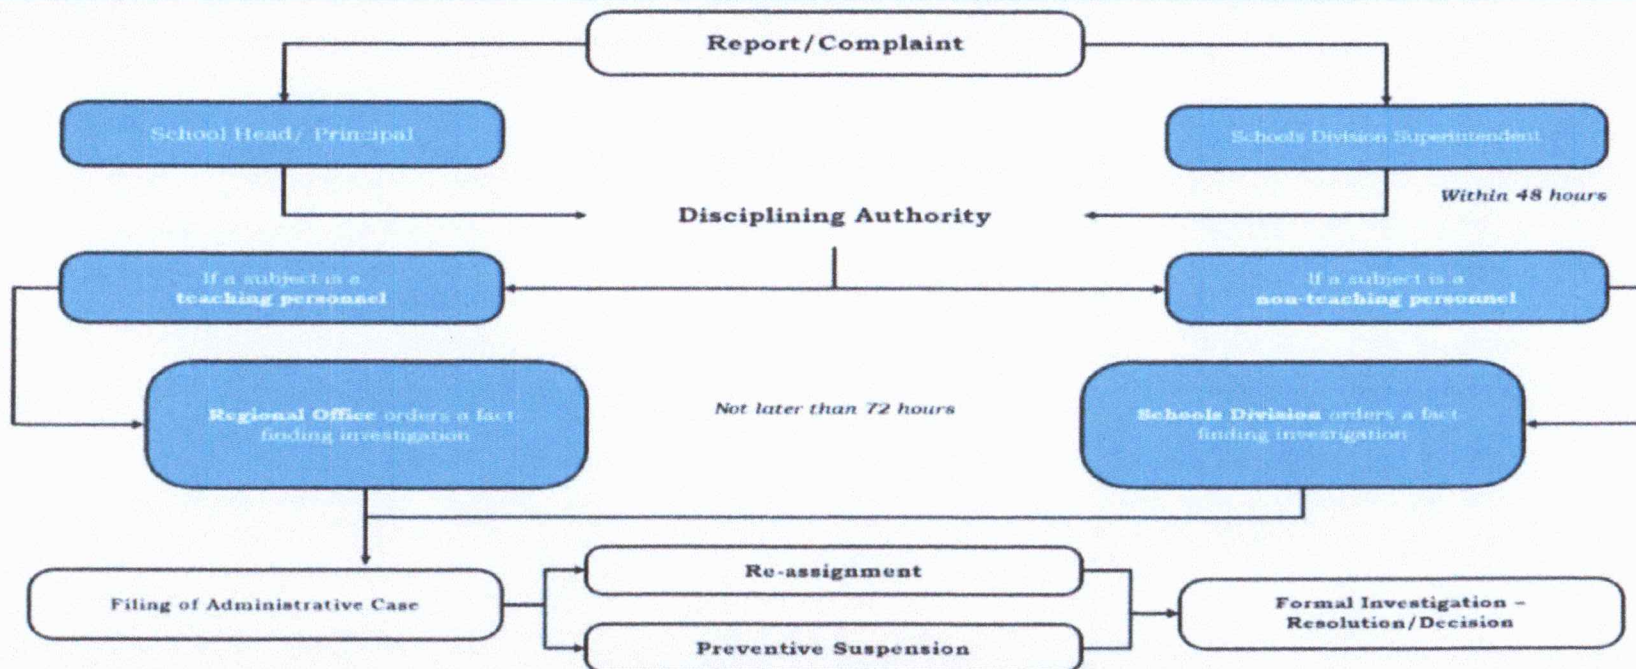 Report/Complaint
School Head/ Principal
Schools Division Superintendent
Within 48 hours
Disciplining Authority
If a subject is a
teaching personnel
If a subject is a
non-teaching personnel
Regional Office orders a fact
finding investigation
Not later than 72 hours
Schools Division orders a fact
finding investigation
Filing of Administrative Case
Re-assignment
Preventive Suspension
Formal Investigation –
Resolution/Decision